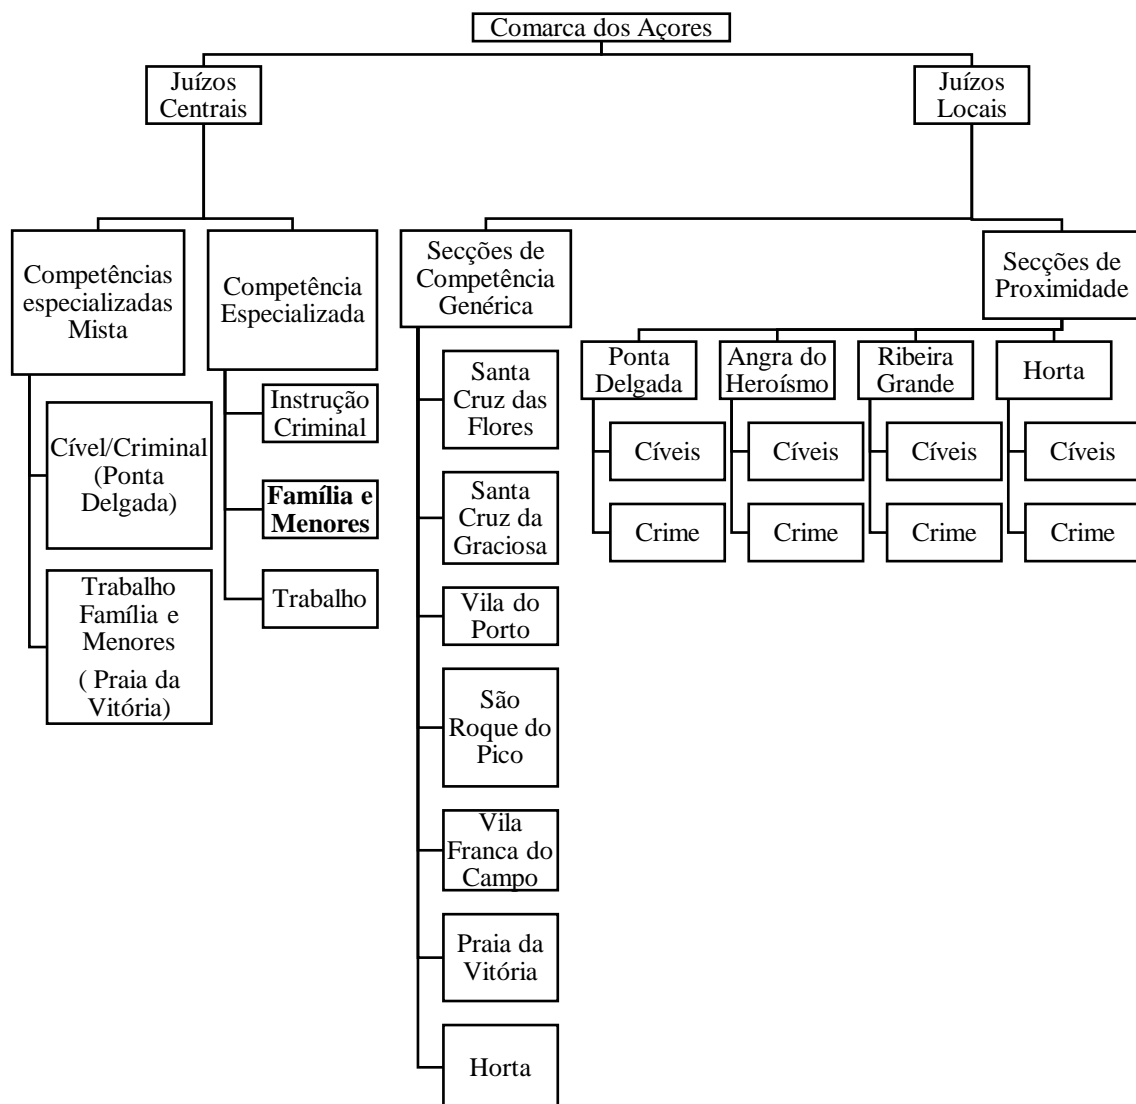 Comarca dos Açores
Juízos
Centrais
Juízos
Locais
Competências
especializadas
Mista
Competência
Especializada
Secções de
Competência
Genérica
Secções de
Proximidade
Cível/Criminal
(Ponta
Delgada)
Trabalho
Família e
Menores
( Praia da
Vitória)
Instrução
Criminal
Família e
Menores
Trabalho
Santa
Cruz das
Flores
Santa
Cruz da
Graciosa
Vila do
Porto
São
Roque do
Pico
Vila
Franca do
Campo
Praia da
Vitória
Horta
Ponta
Delgada
Cíveis
Crime
Angra do
Heroísmo
Cíveis
Crime
Ribeira
Grande
Cíveis
Crime
Horta
Cíveis
Crime